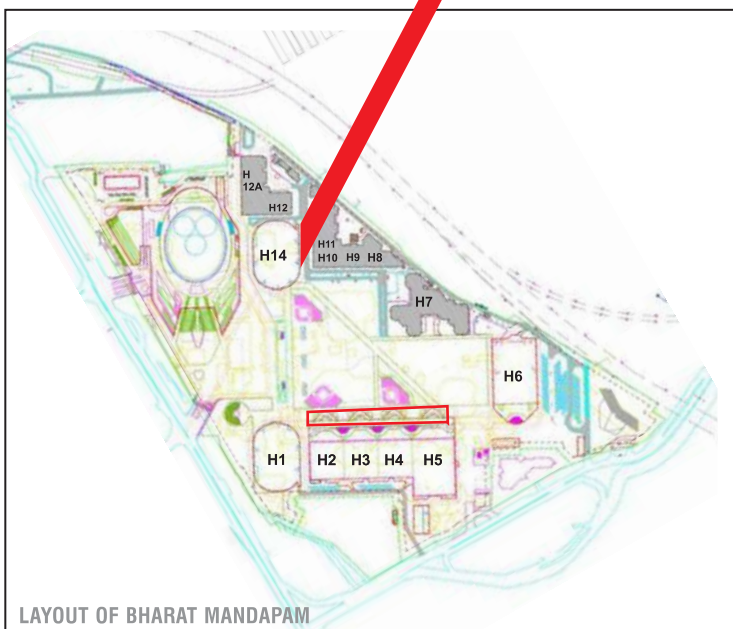 H
12A
H12
H14
H11
H10 H9 H8
H7
H6
H1
H2 H3 H4 H5
LAYOUT OF BHARAT MANDAPAM